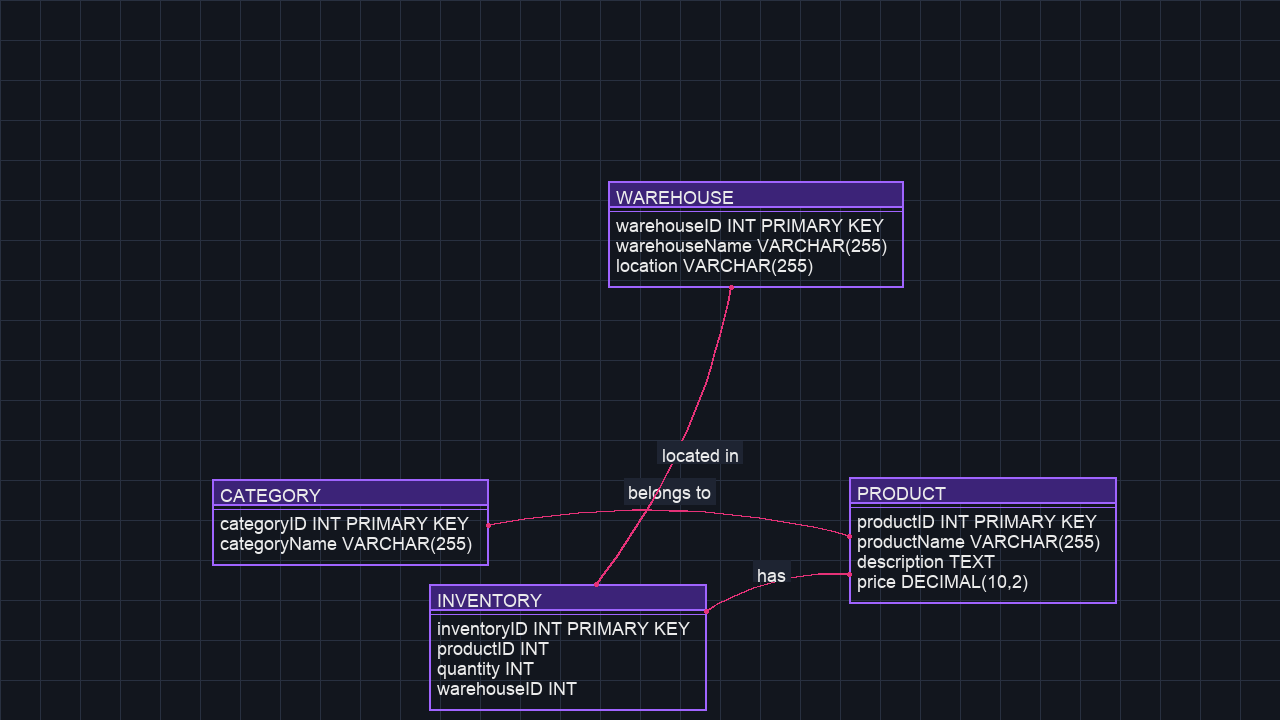 WAREHOUSE
warehouseID INT PRIMARY KEY
warehouseName VARCHAR(255)
location VARCHAR(255)
located in
belongs to
CATEGORY
categoryID INT PRIMARY KEY
categoryName VARCHAR(255)
PRODUCT
productID INT PRIMARY KEY
productName VARCHAR(255)
description TEXT
price DECIMAL(10,2)
has
INVENTORY
inventoryID INT PRIMARY KEY
productID INT
quantity INT
warehouseID INT